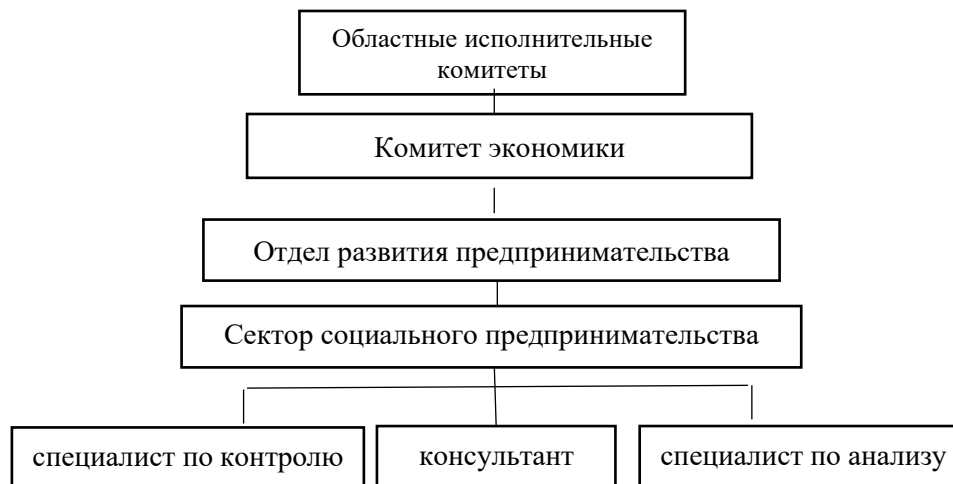 Областные исполнительные
комитеты
Комитет экономики
Отдел развития предпринимательства
Сектор социального предпринимательства
специалист по контролю
консультант
специалист по анализу